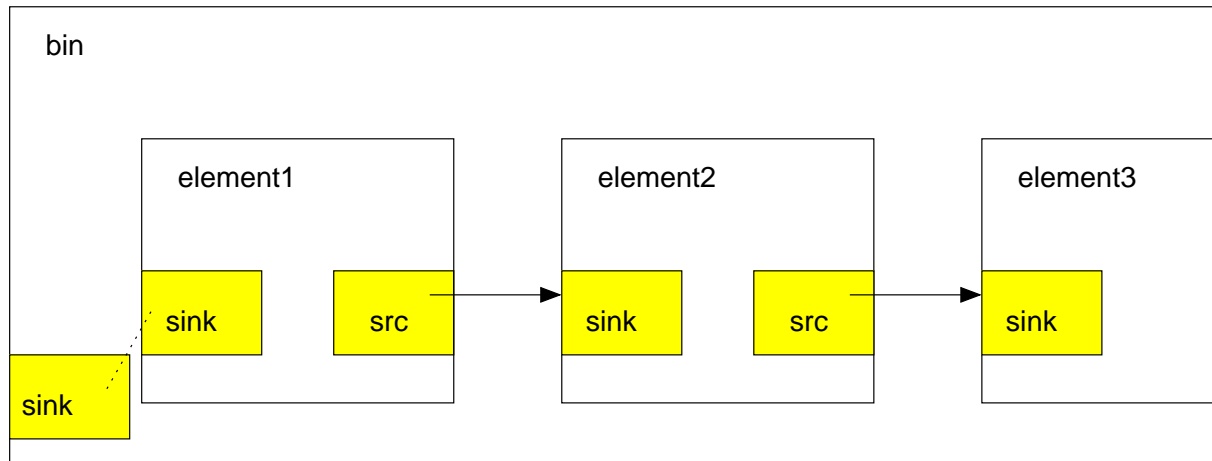 bin
element1
element2
element3
sink
src
sink
src
sink
sink